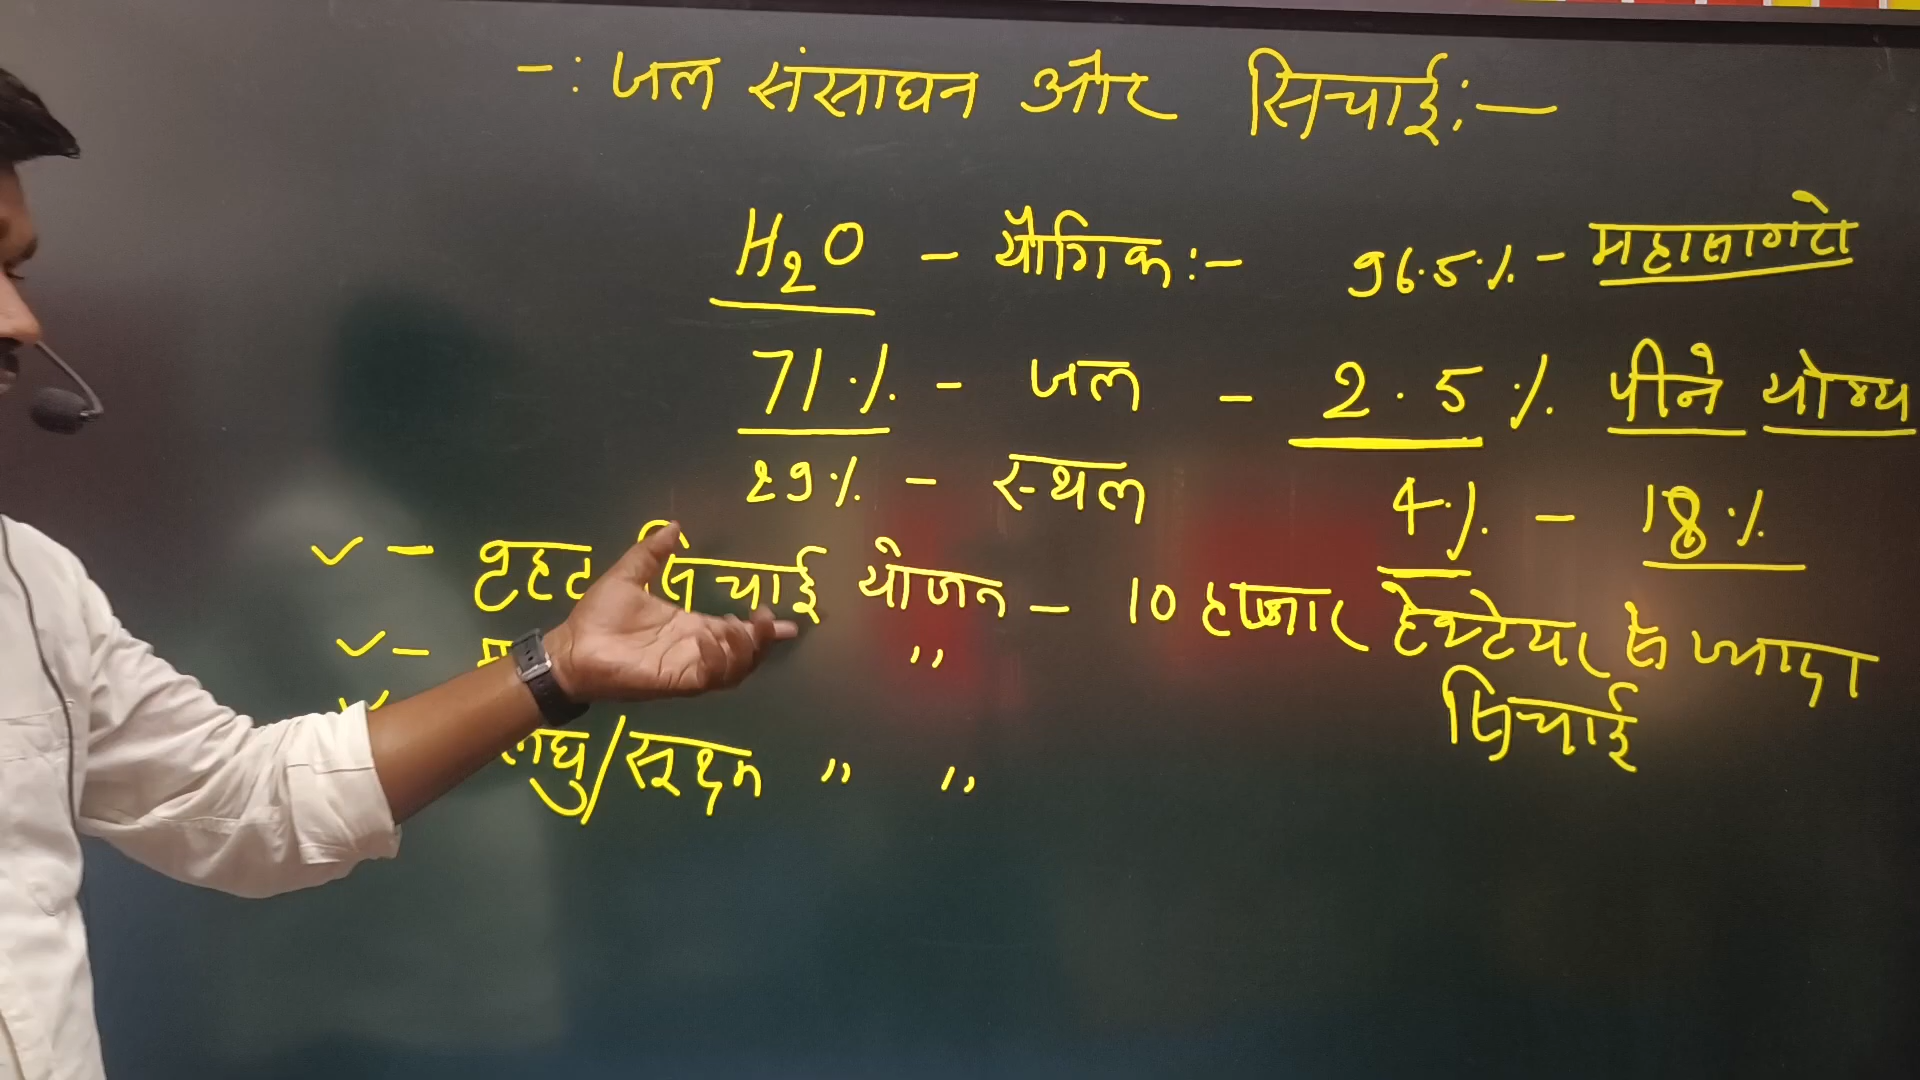 -: जल संसाधन और सिचाई:-
H2O - यौगिक:- 96.5% - महासागरो
71% - जल - 2.5% पीने योग्य
29% - स्थल 4% - 18%
✓ - वृहद सिचाई योजन - 10 हाजार हेक्टेयर से ज्यादा सिचाई
✓ - म ,,
✓
लघु/सूक्ष्म ,, ,,